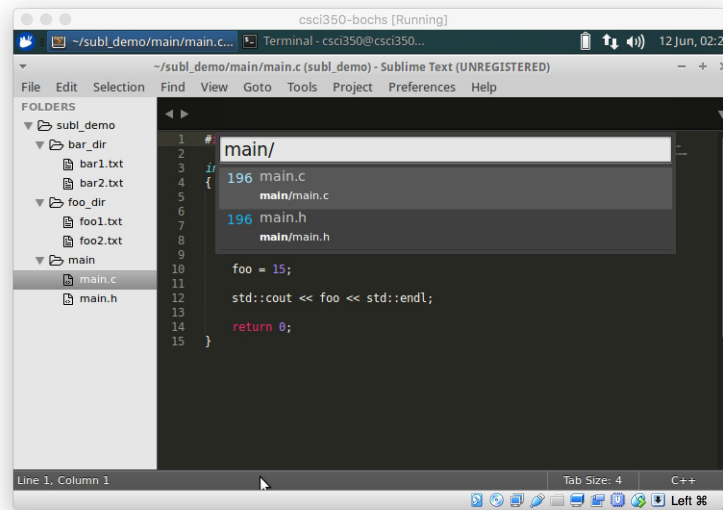 csci350-bochs [Running]
~/subl_demo/main/main.c... Terminal - csci350@csci350... 12 Jun, 02:2
~/subl_demo/main/main.c (subl_demo) - Sublime Text (UNREGISTERED)
File Edit Selection Find View Goto Tools Project Preferences Help
FOLDERS
subl_demo
bar_dir
bar1.txt
bar2.txt
foo_dir
foo1.txt
foo2.txt
main
main.c
main.h
main/
196 main.c
main/main.c
196 main.h
main/main.h
1 #
2
3 in
4 {
5
6
7
8
9
10 foo = 15;
11
12 std::cout << foo << std::endl;
13
14 return 0;
15 }
Line 1, Column 1 Tab Size: 4 C++
Left ⌘